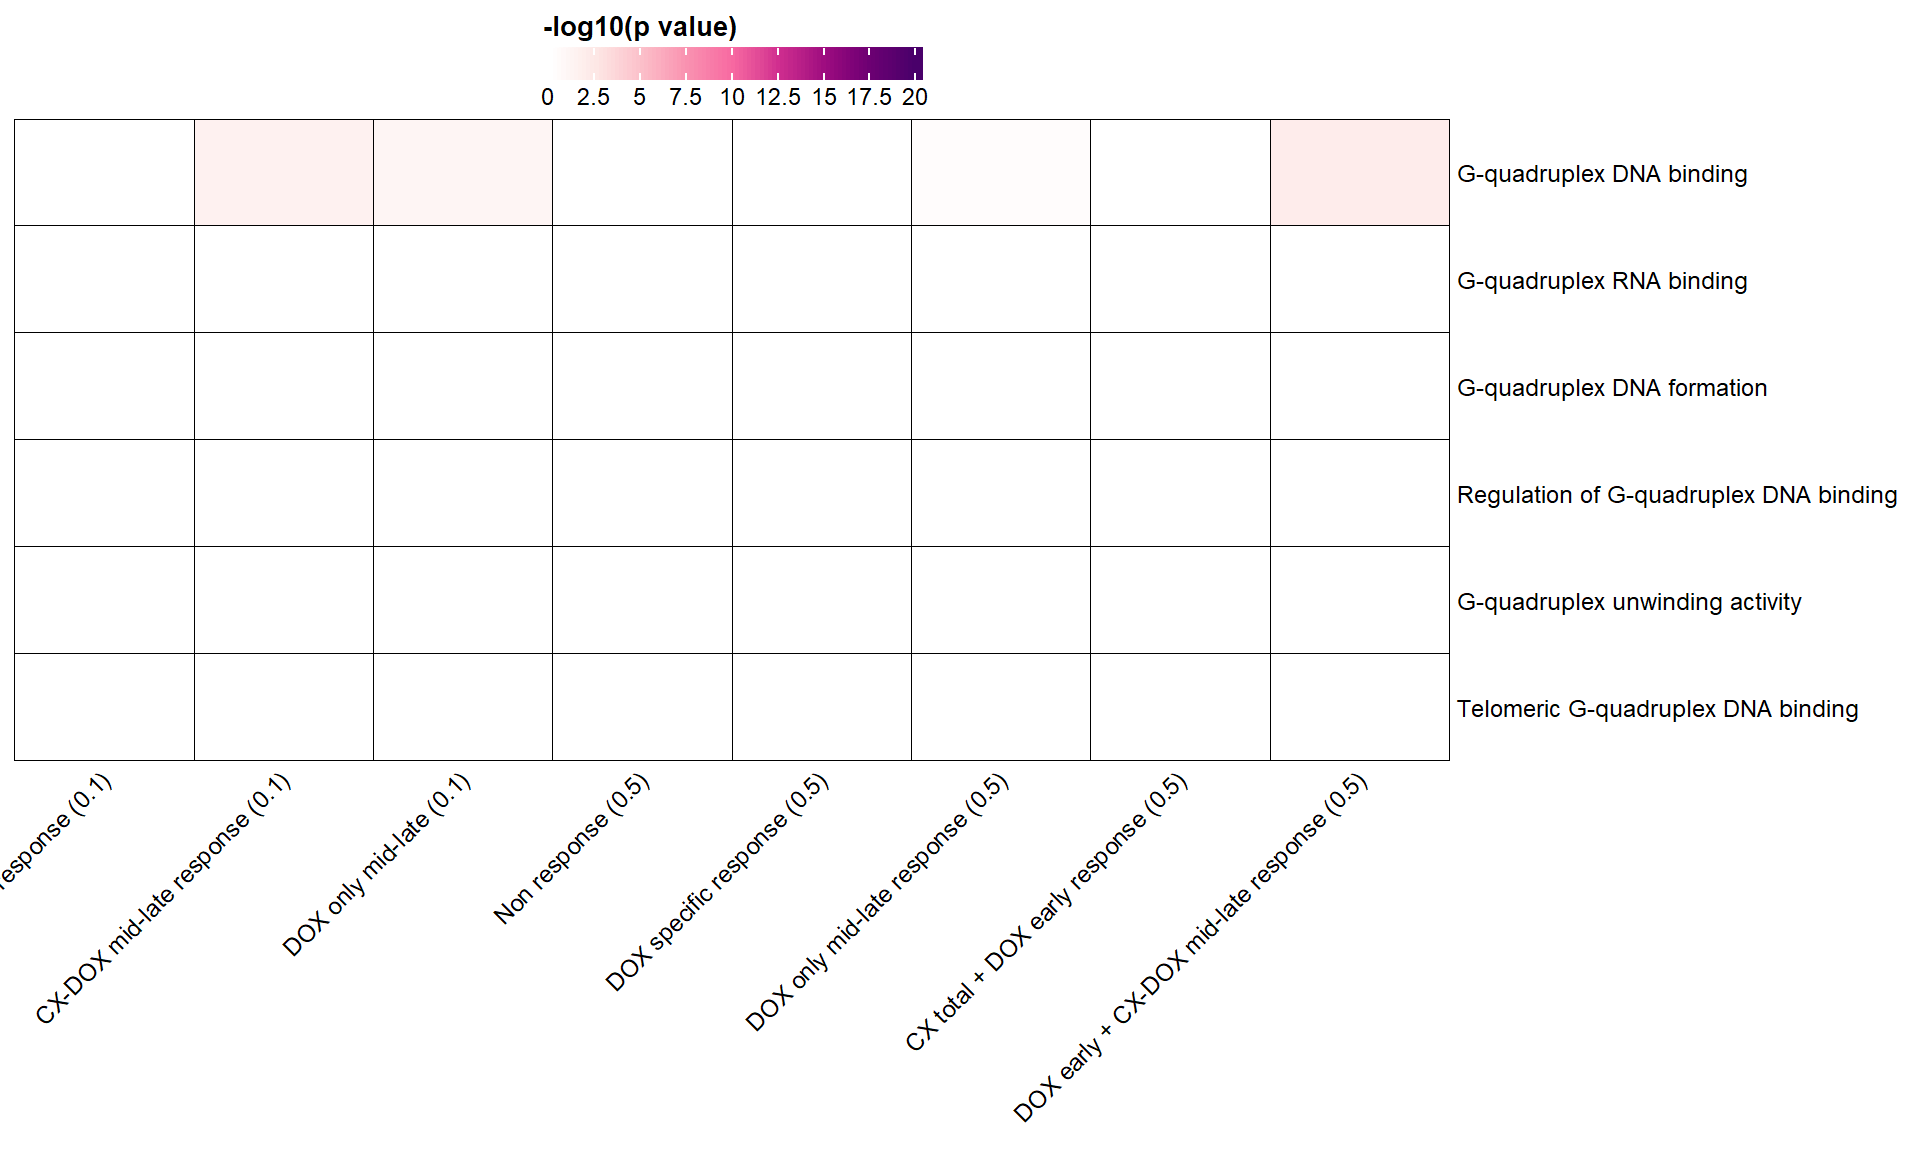 -log10(p value)
0 2.5 5 7.5 10 12.5 15 17.5 20
G-quadruplex DNA binding
G-quadruplex RNA binding
G-quadruplex DNA formation
Regulation of G-quadruplex DNA binding
G-quadruplex unwinding activity
Telomeric G-quadruplex DNA binding
response (0.1)
CX-DOX mid-late response (0.1)
DOX only mid-late (0.1)
Non response (0.5)
DOX specific response (0.5)
DOX only mid-late response (0.5)
CX total + DOX early response (0.5)
DOX early + CX-DOX mid-late response (0.5)